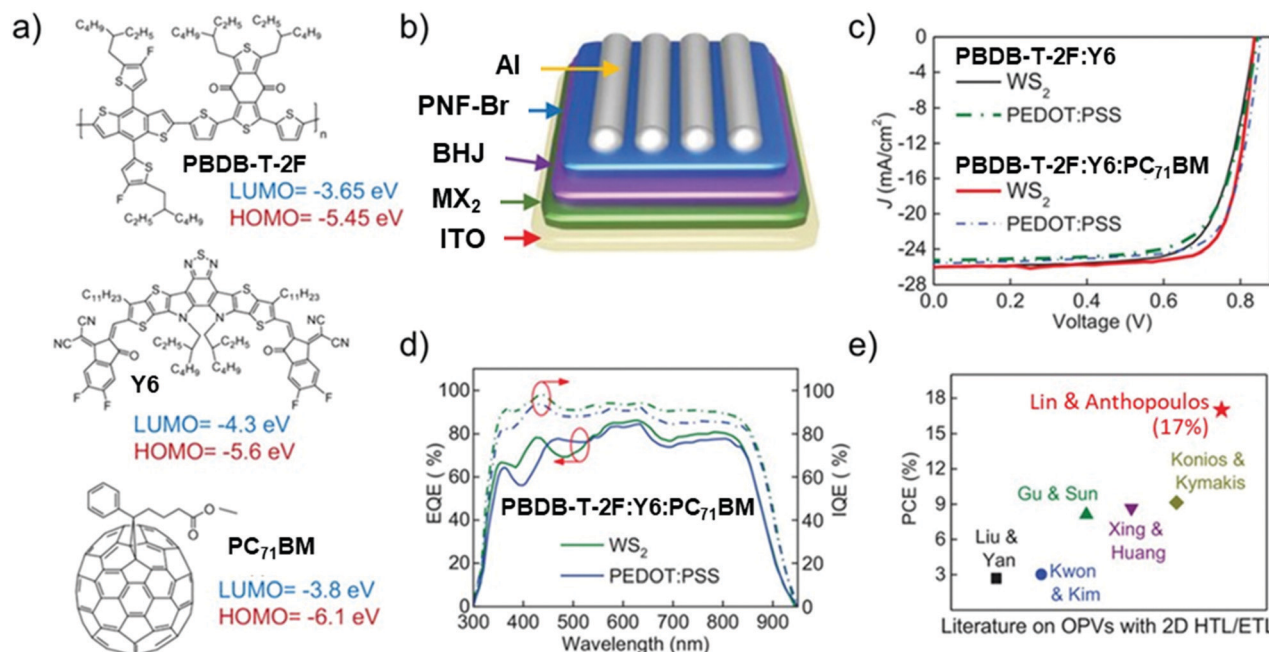 a)
C₄H₉
C₂H₅
F
S
C₂H₅
C₄H₉
C₂H₅
C₄H₉
S
O
O
S
S
S
S
S
n
S
F
C₂H₅
C₄H₉
PBDB-T-2F
LUMO= -3.65 eV
HOMO= -5.45 eV
N
S
N
C₁₁H₂₃
C₁₁H₂₃
S
S
S
S
N
N
CN
NC
O
C₂H₅
C₂H₅
C₄H₉
C₄H₉
O
NC
CN
F
F
F
F
Y6
LUMO= -4.3 eV
HOMO= -5.6 eV
O
O
PC₇₁BM
LUMO= -3.8 eV
HOMO= -6.1 eV
b)
Al
PNF-Br
BHJ
MX₂
ITO
c)
PBDB-T-2F:Y6
WS₂
PEDOT:PSS
PBDB-T-2F:Y6:PC₇₁BM
WS₂
PEDOT:PSS
J (mA/cm²)
0
-4
-8
-12
-16
-20
-24
-28
0.0 0.2 0.4 0.6 0.8
Voltage (V)
d)
EQE ( %)
100
80
60
40
20
0
IQE ( %)
100
80
60
40
20
0
PBDB-T-2F:Y6:PC₇₁BM
WS₂
PEDOT:PSS
300 400 500 600 700 800 900
Wavelength (nm)
e)
PCE (%)
18
15
12
9
6
3
Lin & Anthopoulos
(17%)
Konios &
Kymakis
Gu & Sun
Xing &
Huang
Liu &
Yan
Kwon
& Kim
Literature on OPVs with 2D HTL/ETL